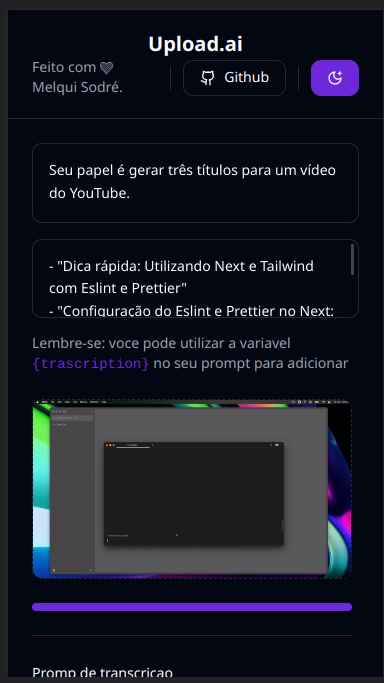 Upload.ai
Feito com
Melqui Sodré.
Github
Seu papel é gerar três títulos para um vídeo
do YouTube.
- "Dica rápida: Utilizando Next e Tailwind
com Eslint e Prettier"
- "Configuração do Eslint e Prettier no Next:
Lembre-se: voce pode utilizar a variavel
{trascription} no seu prompt para adicionar
Promp de transcricao